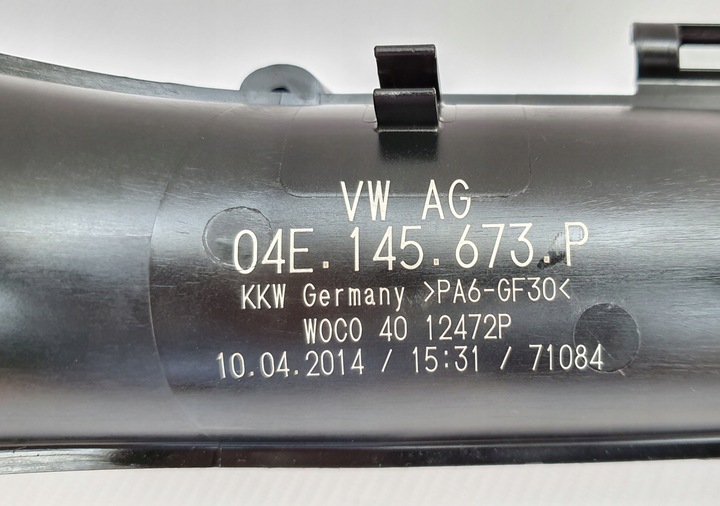 VW AG
04E.145.673.P
KKW Germany >PA6-GF30<
WOCO 40 12472P
10.04.2014 / 15:31 / 71084